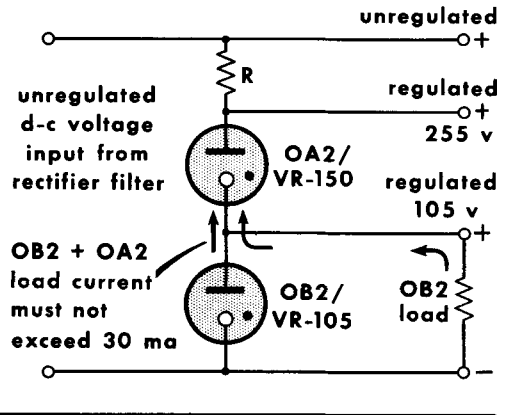 unregulated
+
R
regulated
+
255 v
unregulated
d-c voltage
input from
rectifier filter
OA2/
VR-150
regulated
105 v
+
OB2 + OA2
load current
must not
exceed 30 ma
OB2/
VR-105
OB2
load
−